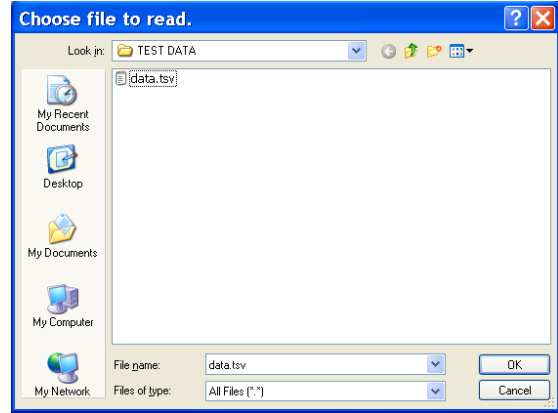 Choose file to read.
Look in: TEST DATA
data.tsv
My Recent
Documents
Desktop
My Documents
My Computer
My Network
File name: data.tsv OK
Files of type: All Files (*.*) Cancel